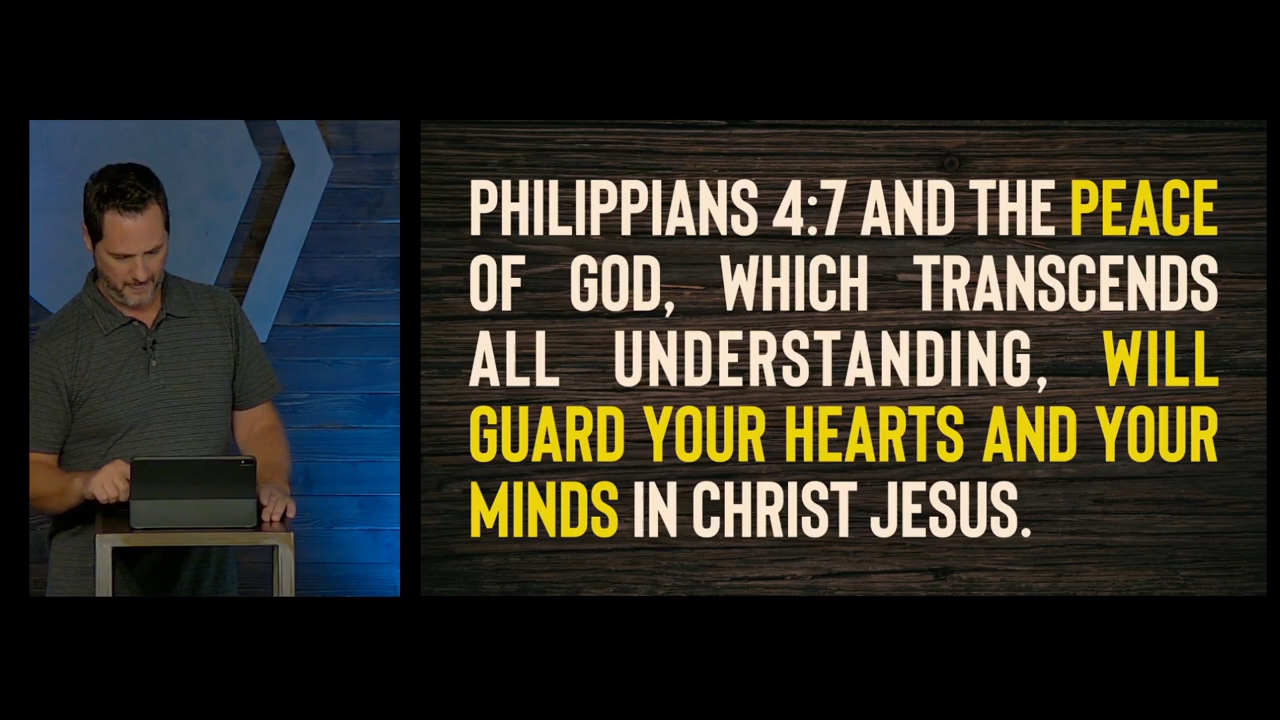 PHILIPPIANS 4:7 AND THE PEACE
OF GOD, WHICH TRANSCENDS
ALL UNDERSTANDING, WILL
GUARD YOUR HEARTS AND YOUR
MINDS IN CHRIST JESUS.